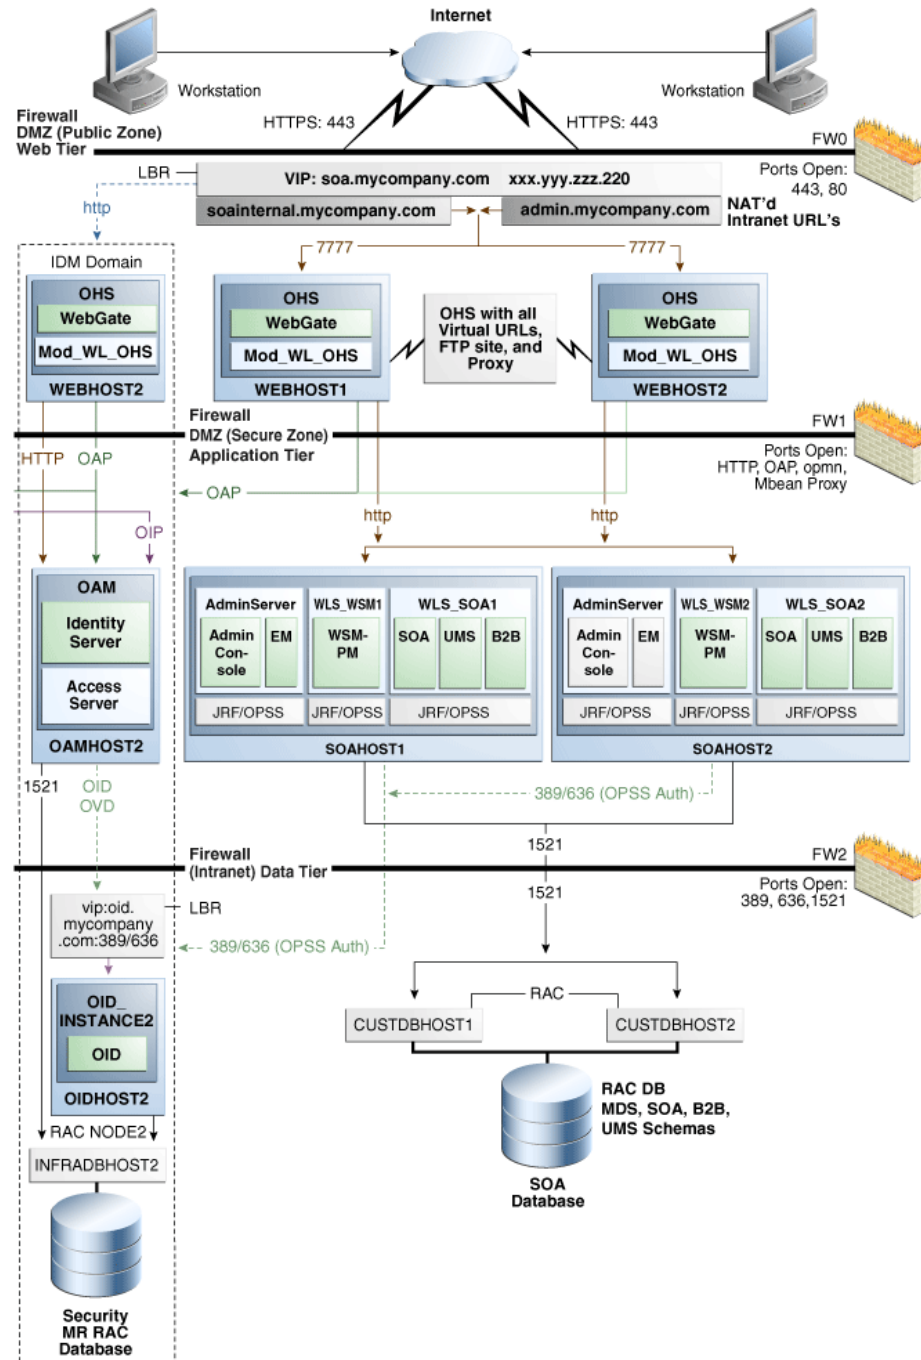 Internet
Workstation
Workstation
Firewall
DMZ (Public Zone)
Web Tier
HTTPS: 443
HTTPS: 443
FW0
Ports Open:
443, 80
LBR
VIP: soa.mycompany.com xxx.yyy.zzz.220
http
soainternal.mycompany.com
admin.mycompany.com
NAT'd
Intranet URL's
7777
7777
IDM Domain
OHS
WebGate
Mod_WL_OHS
WEBHOST2
OHS
WebGate
Mod_WL_OHS
WEBHOST1
OHS with all
Virtual URLs,
FTP site, and
Proxy
OHS
WebGate
Mod_WL_OHS
WEBHOST2
Firewall
DMZ (Secure Zone)
Application Tier
FW1
Ports Open:
HTTP, OAP, opmn,
Mbean Proxy
HTTP
OAP
OAP
OIP
http
http
OAM
Identity
Server
Access
Server
OAMHOST2
AdminServer
Admin
Con-
sole
EM
WLS_WSM1
WSM-
PM
WLS_SOA1
SOA
UMS
B2B
JRF/OPSS
JRF/OPSS
JRF/OPSS
SOAHOST1
AdminServer
Admin
Con-
sole
EM
WLS_WSM2
WSM-
PM
WLS_SOA2
SOA
UMS
B2B
JRF/OPSS
JRF/OPSS
JRF/OPSS
SOAHOST2
1521
OID
OVD
389/636 (OPSS Auth)
1521
Firewall
(Intranet) Data Tier
FW2
Ports Open:
389, 636,1521
1521
vip:oid.
mycompany
.com:389/636
LBR
389/636 (OPSS Auth)
OID_
INSTANCE2
OID
OIDHOST2
RAC
CUSTDBHOST1
CUSTDBHOST2
RAC NODE2
INFRADBHOST2
RAC DB
MDS, SOA, B2B,
UMS Schemas
SOA
Database
Security
MR RAC
Database